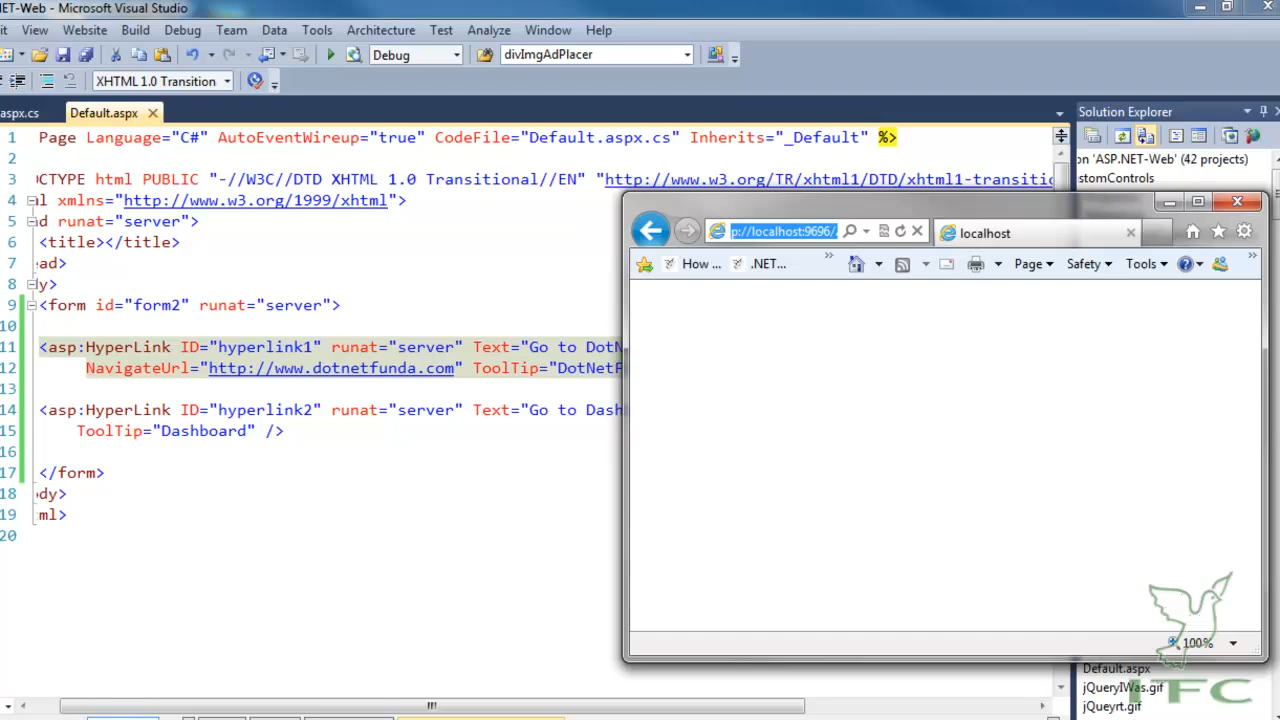 NET-Web - Microsoft Visual Studio
it View Website Build Debug Team Data Tools Architecture Test Analyze Window Help
Debug divImgAdPlacer
XHTML 1.0 Transition
aspx.cs Default.aspx
Solution Explorer
1 Page Language="C#" AutoEventWireup="true" CodeFile="Default.aspx.cs" Inherits="_Default" %>
2
3 OCTYPE html PUBLIC "-//W3C//DTD XHTML 1.0 Transitional//EN" "http://www.w3.org/TR/xhtml1/DTD/xhtml1-transitio
4 l xmlns="http://www.w3.org/1999/xhtml">
5 d runat="server">
6 <title></title>
7 ead>
8 y>
9 <form id="form2" runat="server">
10
11 <asp:HyperLink ID="hyperlink1" runat="server" Text="Go to DotN
12 NavigateUrl="http://www.dotnetfunda.com" ToolTip="DotNetF
13
14 <asp:HyperLink ID="hyperlink2" runat="server" Text="Go to Dash
15 ToolTip="Dashboard" />
16
17 </form>
18 ody>
19 ml>
20
on 'ASP.NET-Web' (42 projects)
stomControls
p://localhost:9696/
localhost
How ... .NET...
Page Safety Tools
100%
Default.aspx
jQueryIWas.gif
jQueyrt.gif
ITFC